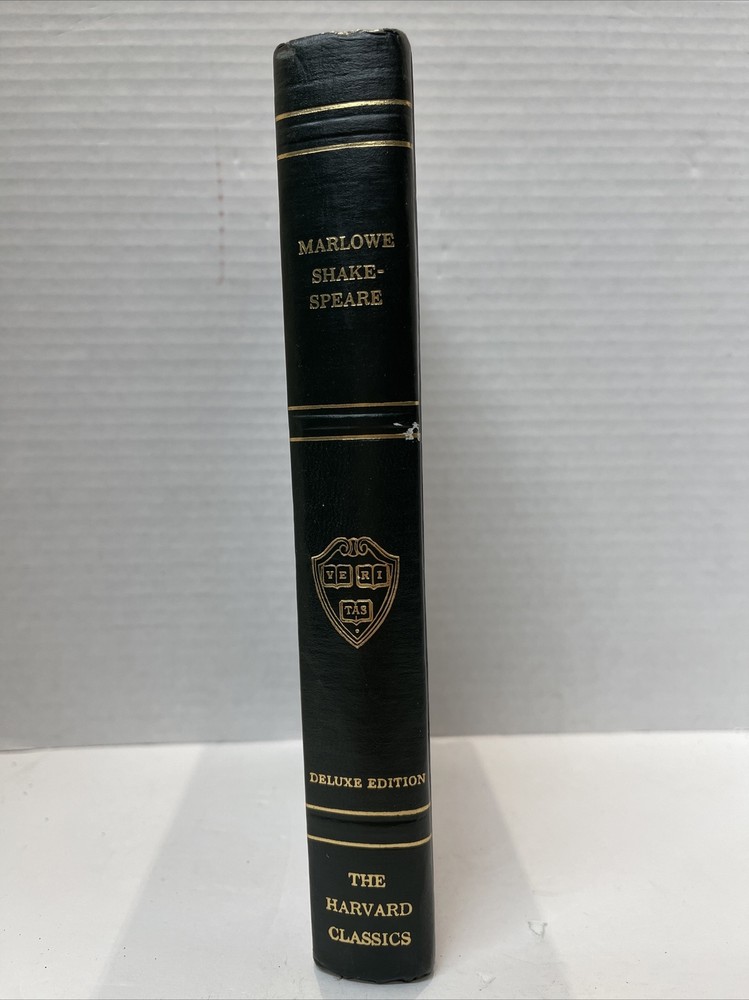 MARLOWE
SHAKE-
SPEARE
VE RI
TAS
DELUXE EDITION
THE
HARVARD
CLASSICS